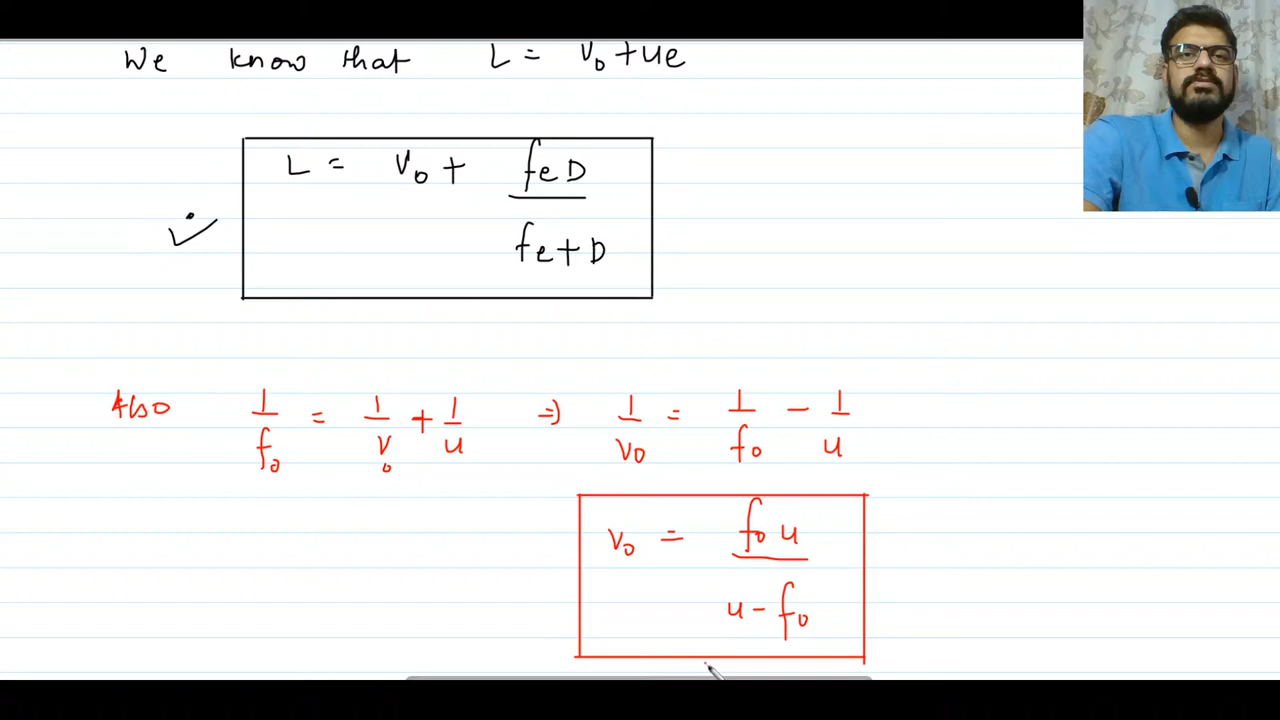 We know that L = v₀ + ue
L = v₀ + feD / fe + D
Also 1/f₀ = 1/v₀ + 1/u ⇒ 1/v₀ = 1/f₀ − 1/u
v₀ = f₀ u / u − f₀